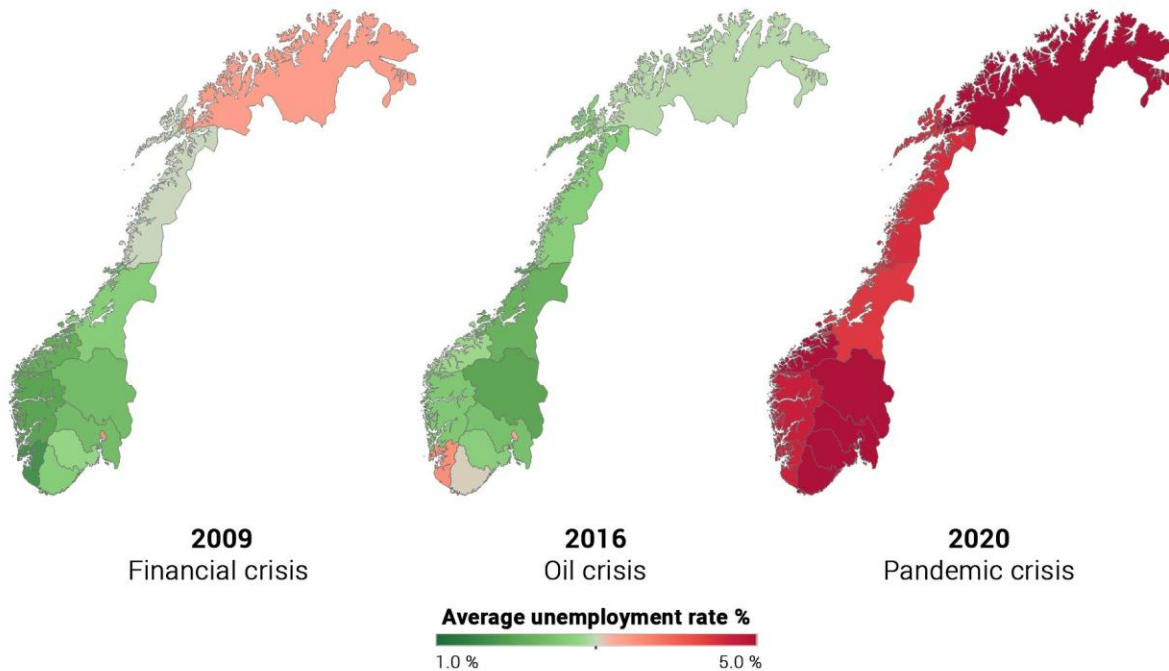 2009
Financial crisis
2016
Oil crisis
2020
Pandemic crisis
Average unemployment rate %
1.0 %
5.0 %